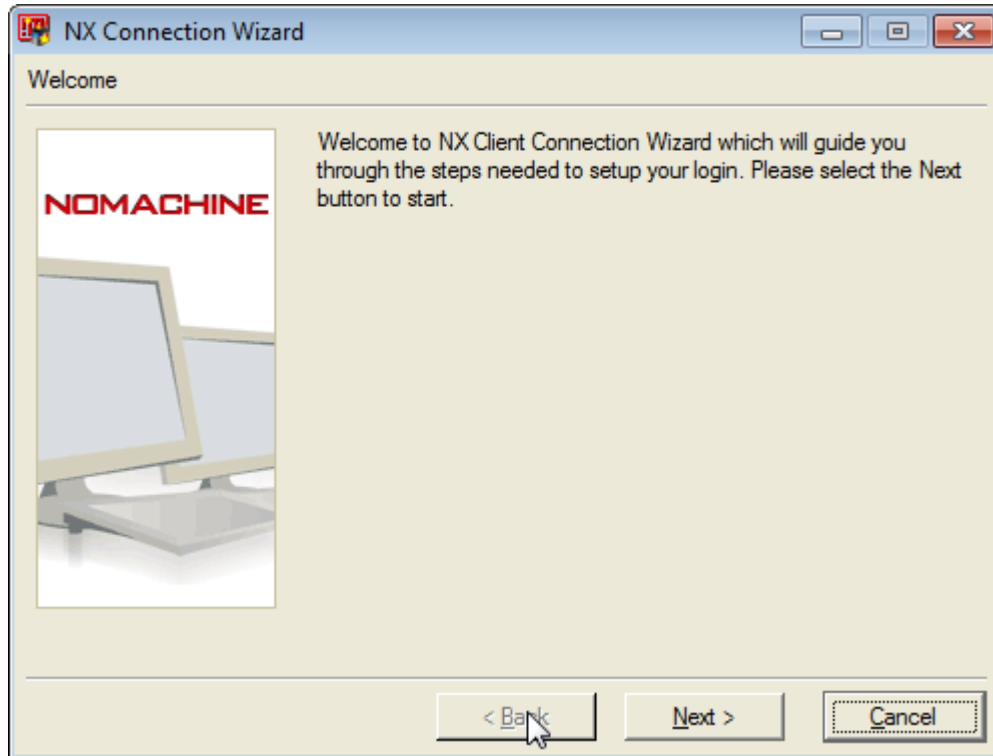 NX Connection Wizard
Welcome
NOMACHINE
Welcome to NX Client Connection Wizard which will guide you
through the steps needed to setup your login. Please select the Next
button to start.
< Back
Next >
Cancel